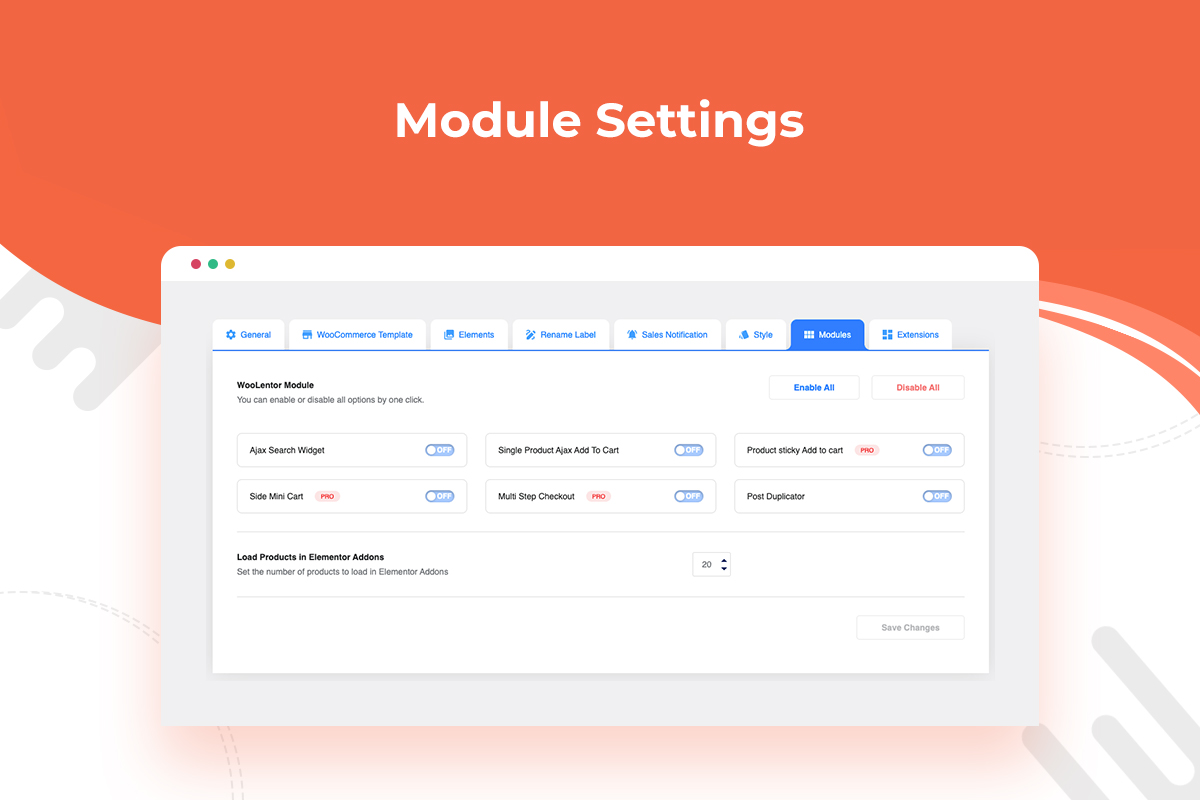 Module Settings
General
WooCommerce Template
Elements
Rename Label
Sales Notification
Style
Modules
Extensions
WooLentor Module
You can enable or disable all options by one click.
Enable All
Disable All
Ajax Search Widget
OFF
Single Product Ajax Add To Cart
OFF
Product sticky Add to cart
PRO
OFF
Side Mini Cart
PRO
OFF
Multi Step Checkout
PRO
OFF
Post Duplicator
OFF
Load Products in Elementor Addons
Set the number of products to load in Elementor Addons
20
Save Changes